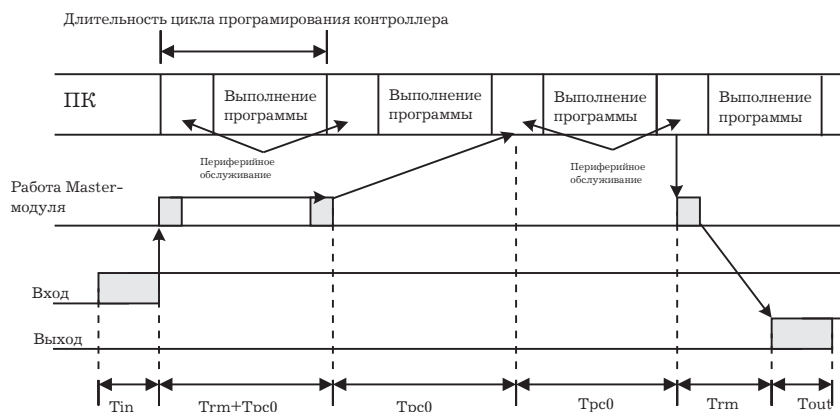 Длительность цикла програмирования контроллера
ПК
Выполнение
программы
Выполнение
программы
Выполнение
программы
Выполнение
программы
Периферийное
обслуживание
Периферийное
обслуживание
Работа Master-
модуля
Вход
Выход
Tin
Trm+Tpc0
Tpc0
Tpc0
Trm
Tout